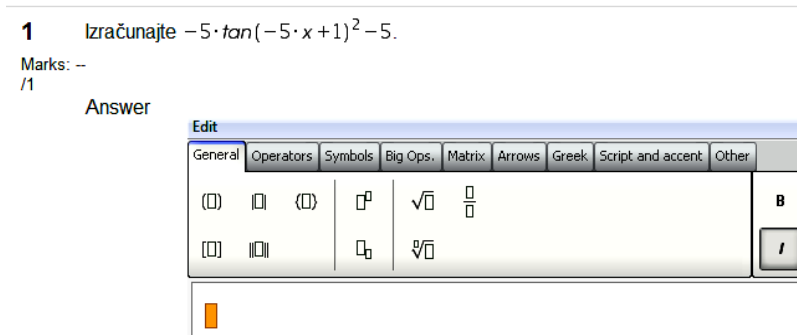 1 Izračunajte −5·tan(−5·x+1)²−5.
Marks: --
/1
Answer
Edit
General Operators Symbols Big Ops. Matrix Arrows Greek Script and accent Other
B
I